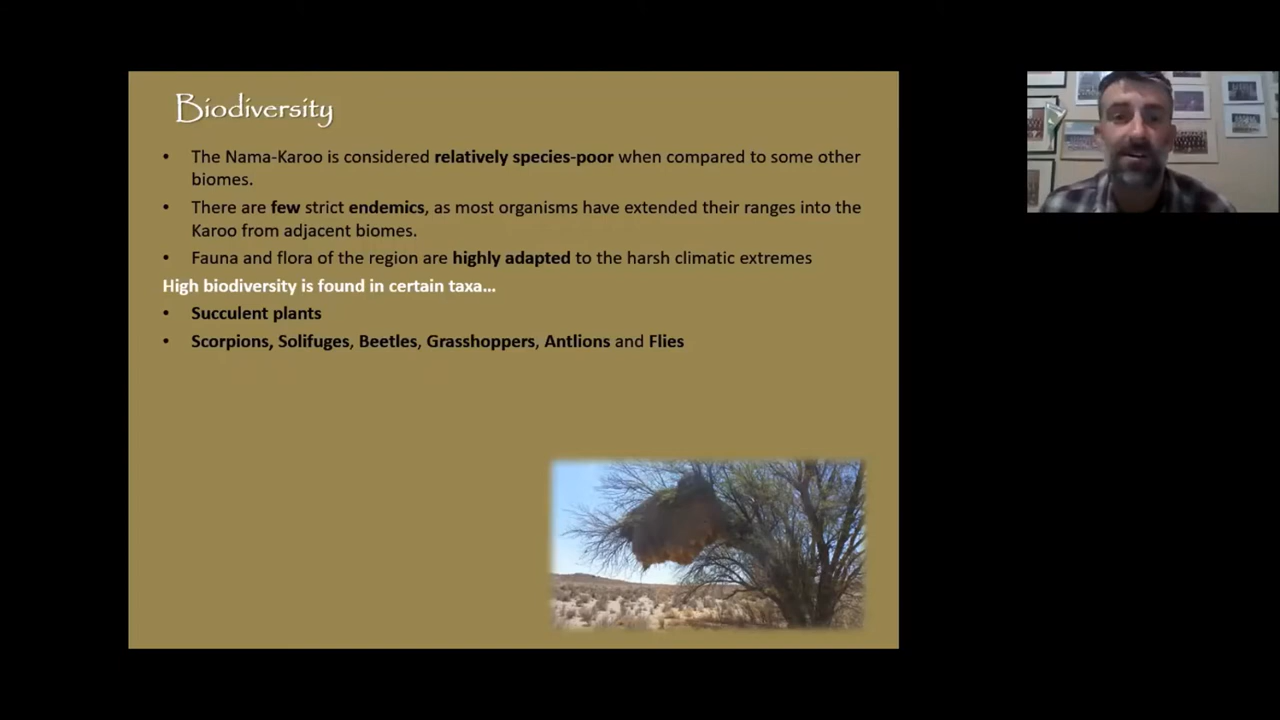 Biodiversity
• The Nama-Karoo is considered relatively species-poor when compared to some other
biomes.
• There are few strict endemics, as most organisms have extended their ranges into the
Karoo from adjacent biomes.
• Fauna and flora of the region are highly adapted to the harsh climatic extremes
High biodiversity is found in certain taxa...
• Succulent plants
• Scorpions, Solifuges, Beetles, Grasshoppers, Antlions and Flies